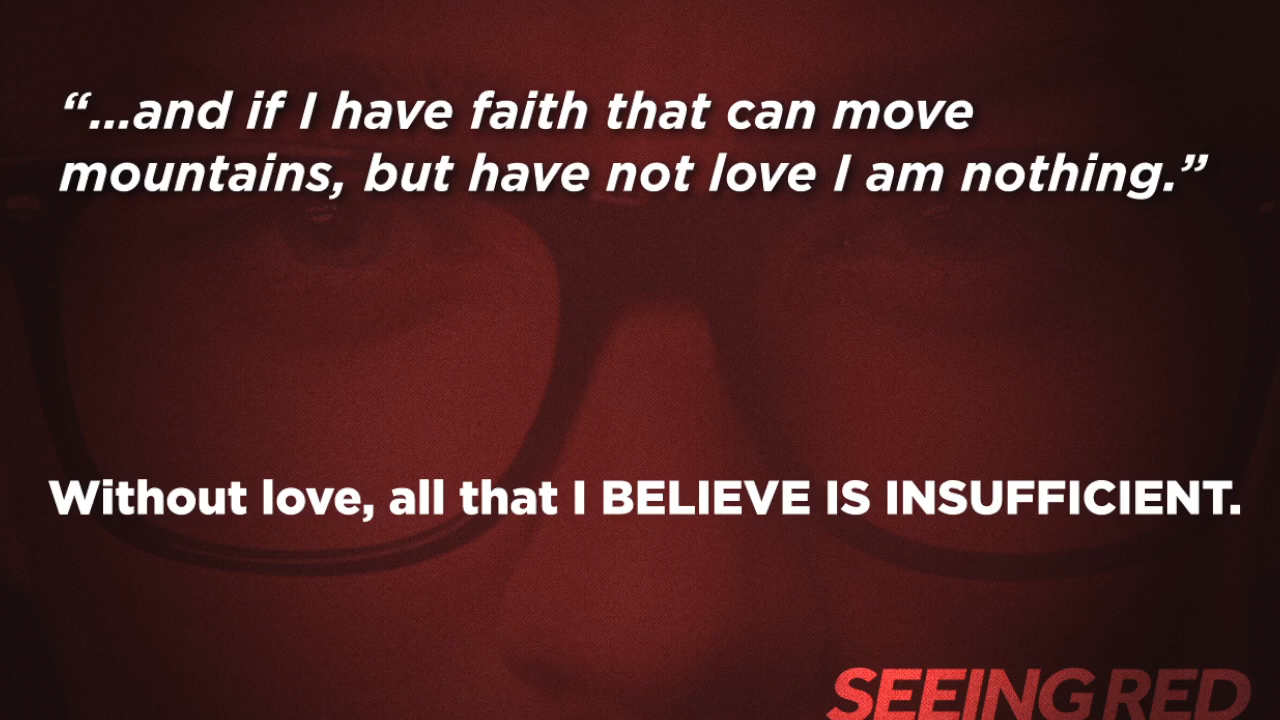 “...and if I have faith that can move
mountains, but have not love I am nothing.”
Without love, all that I BELIEVE IS INSUFFICIENT.
SEEING RED